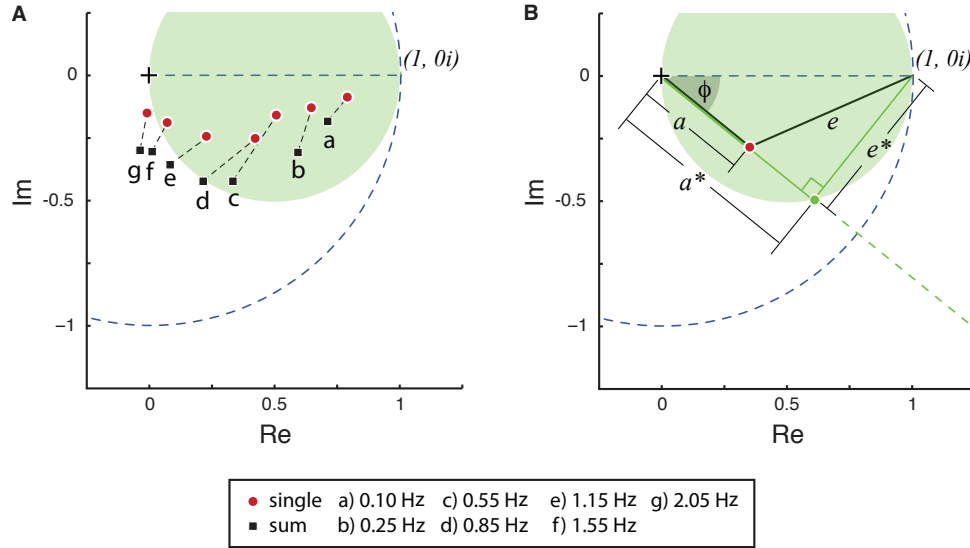 A
B
(1, 0i)
(1, 0i)
0
-0.5
−1
0
0.5
1
Im
Re
a
b
c
d
e
f
g
0
-0.5
−1
0
0.5
1
Im
Re
ϕ
a
e
a*
e*
single a) 0.10 Hz c) 0.55 Hz e) 1.15 Hz g) 2.05 Hz
sum b) 0.25 Hz d) 0.85 Hz f) 1.55 Hz